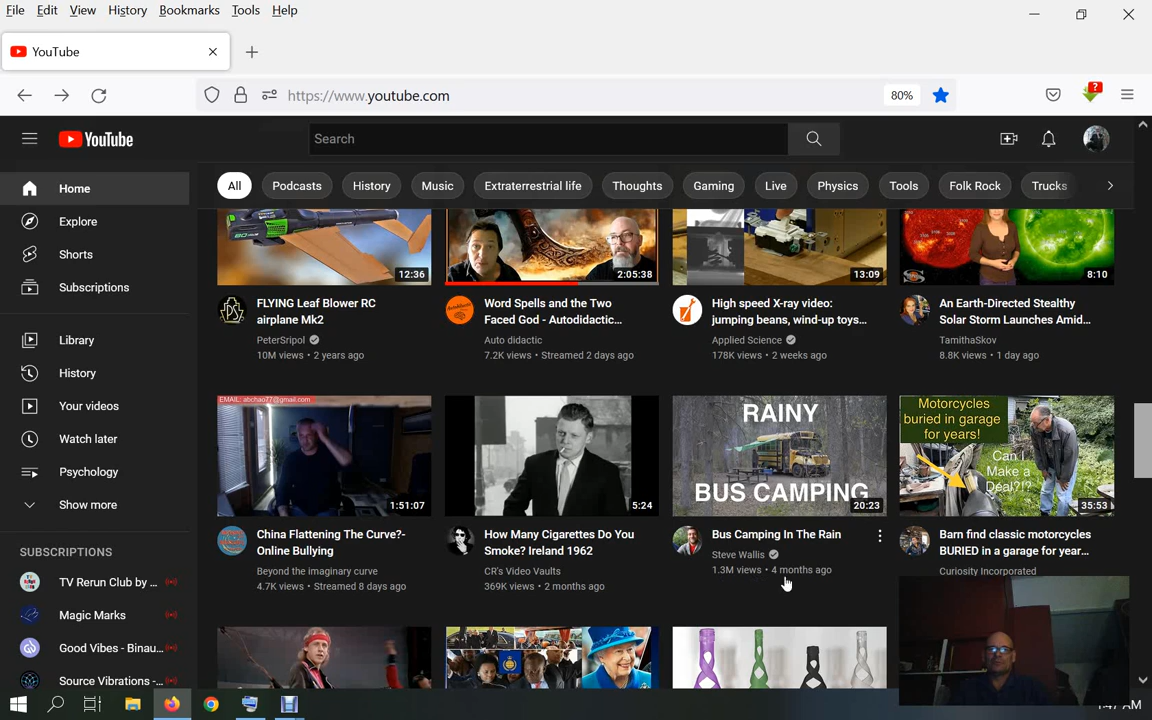 File Edit View History Bookmarks Tools Help
YouTube
https://www.youtube.com
80%
?
YouTube
Search
Home
Explore
Shorts
Subscriptions
Library
History
Your videos
Watch later
Psychology
Show more
SUBSCRIPTIONS
TV Rerun Club by ...
Magic Marks
Good Vibes - Binau...
Source Vibrations -...
All Podcasts History Music Extraterrestrial life Thoughts Gaming Live Physics Tools Folk Rock Trucks
12:36
2:05:38
13:09
8:10
FLYING Leaf Blower RC
airplane Mk2
PeterSripol
10M views • 2 years ago
Word Spells and the Two
Faced God - Autodidactic...
Auto didactic
7.2K views • Streamed 2 days ago
High speed X-ray video:
jumping beans, wind-up toys...
Applied Science
178K views • 2 weeks ago
An Earth-Directed Stealthy
Solar Storm Launches Amid...
TamithaSkov
8.8K views • 1 day ago
EMAIL: abichao77@gmail.com
1:51:07
5:24
RAINY
BUS CAMPING
20:23
Motorcycles
buried in garage
for years!
Can I
Make a
Deal?!?
35:53
China Flattening The Curve?-
Online Bullying
Beyond the imaginary curve
4.7K views • Streamed 8 days ago
How Many Cigarettes Do You
Smoke? Ireland 1962
CR's Video Vaults
369K views • 2 months ago
Bus Camping In The Rain
Steve Wallis
1.3M views • 4 months ago
Barn find classic motorcycles
BURIED in a garage for year...
Curiosity Incorporated
AM